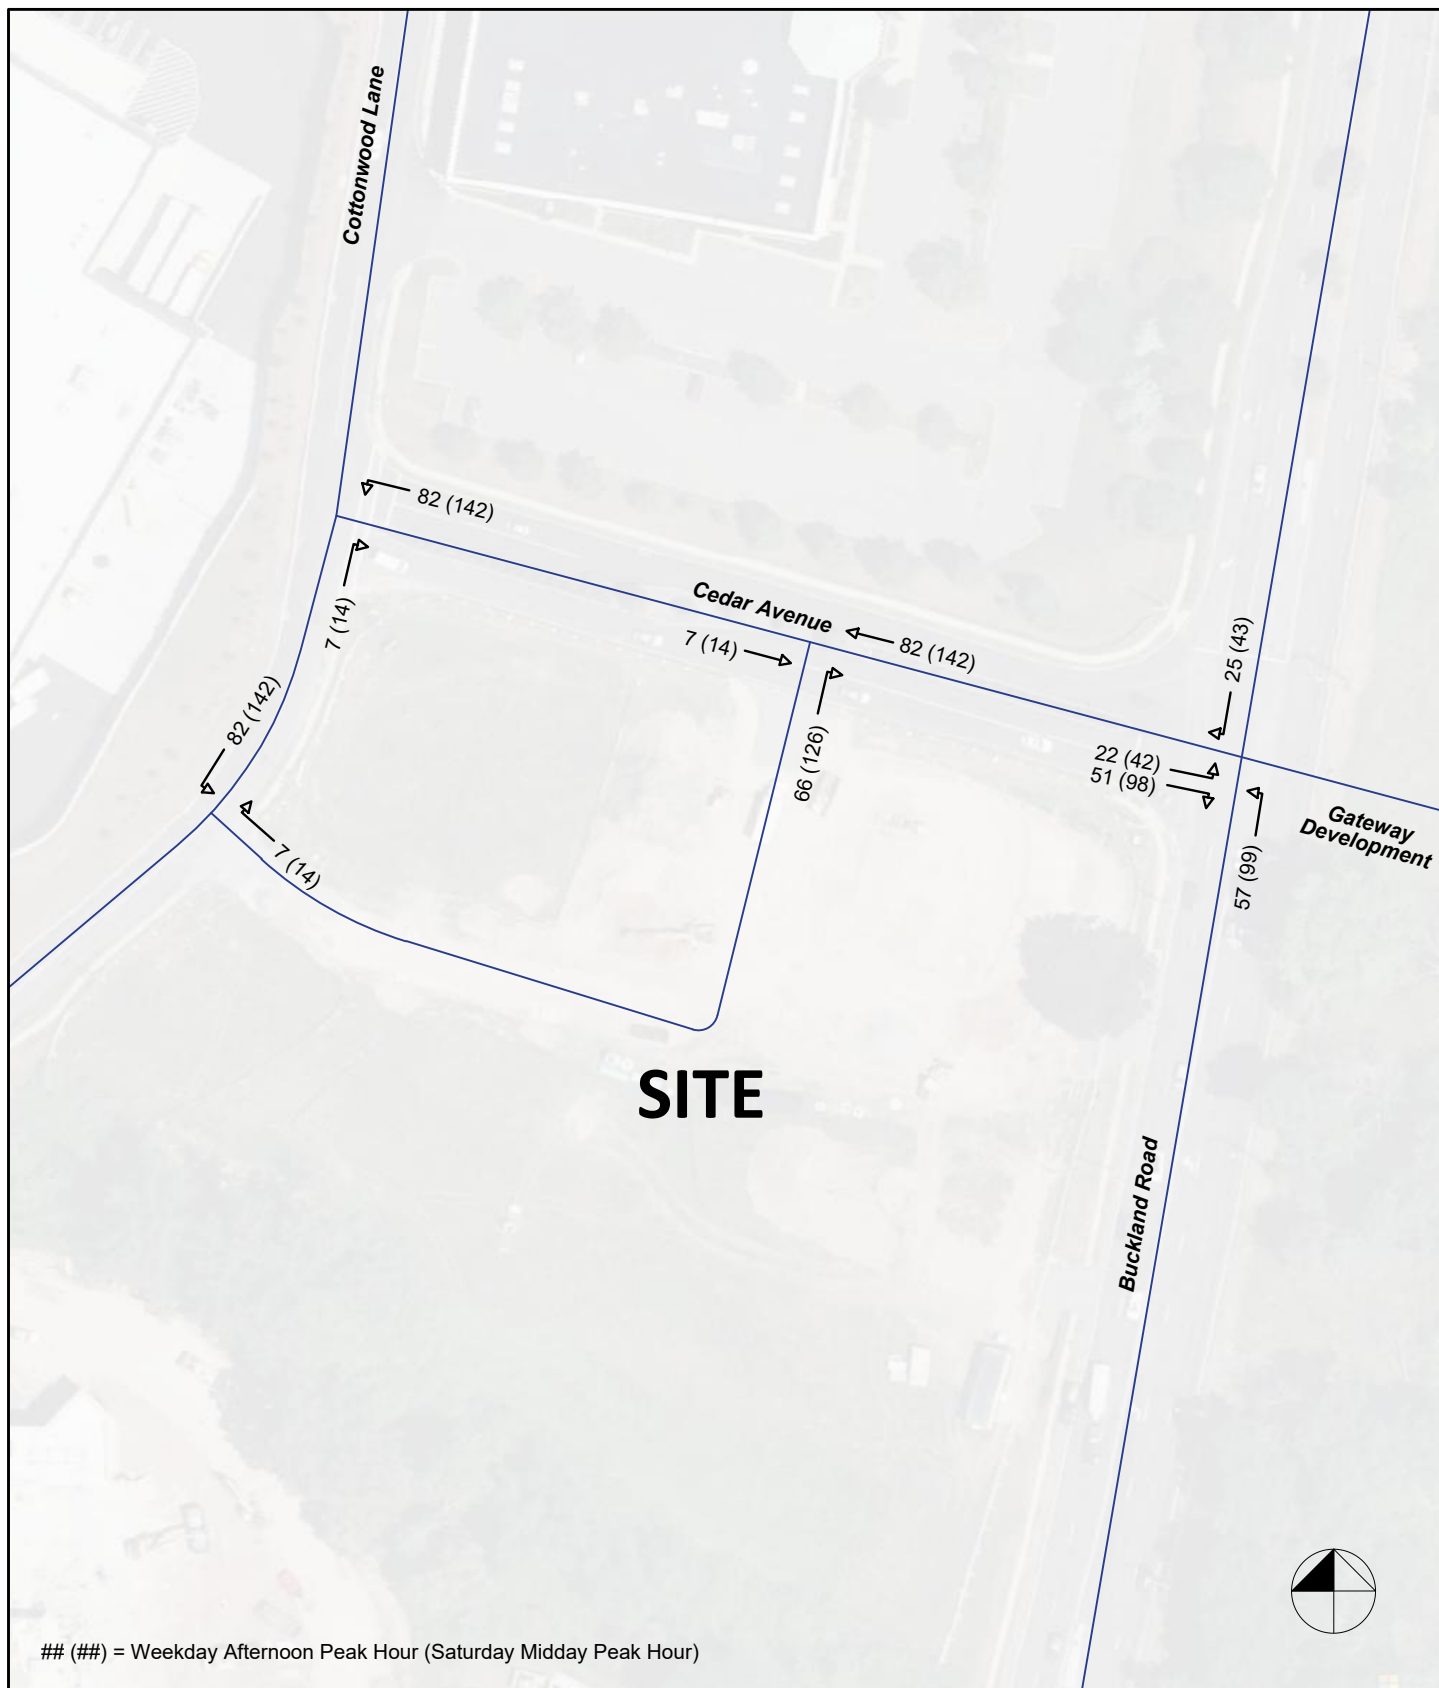 Cottonwood Lane
82 (142)
7 (14)
Cedar Avenue
7 (14)
82 (142)
25 (43)
82 (142)
66 (126)
22 (42)
51 (98)
Gateway
Development
7 (14)
57 (99)
SITE
Buckland Road
## (##) = Weekday Afternoon Peak Hour (Saturday Midday Peak Hour)